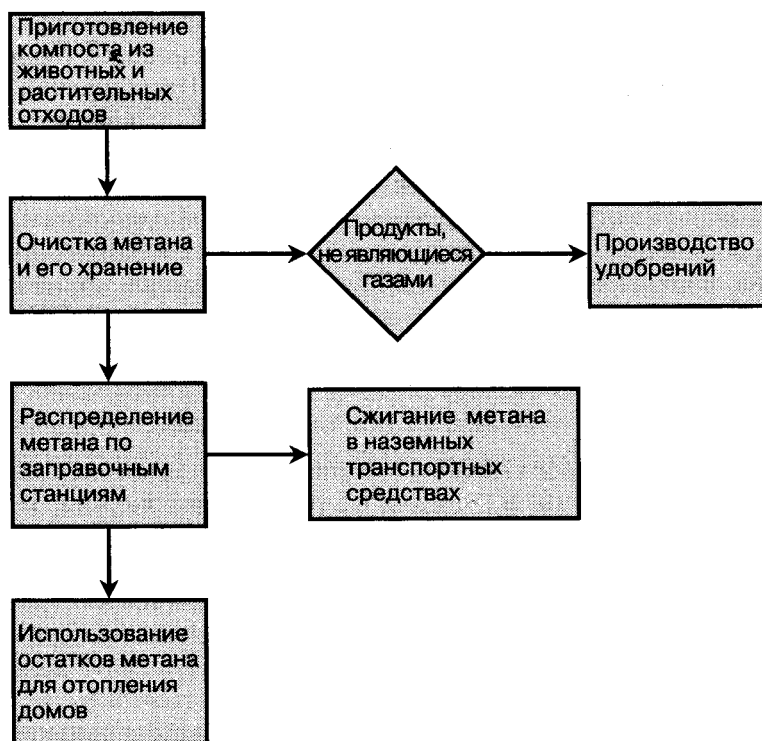 Приготовление
компоста из
животных и
растительных
отходов
Очистка метана
и его хранение
Продукты,
не являющиеся
газами
Производство
удобрений
Распределение
метана по
заправочным
станциям
Сжигание метана
в наземных
транспортных
средствах
Использование
остатков метана
для отопления
домов